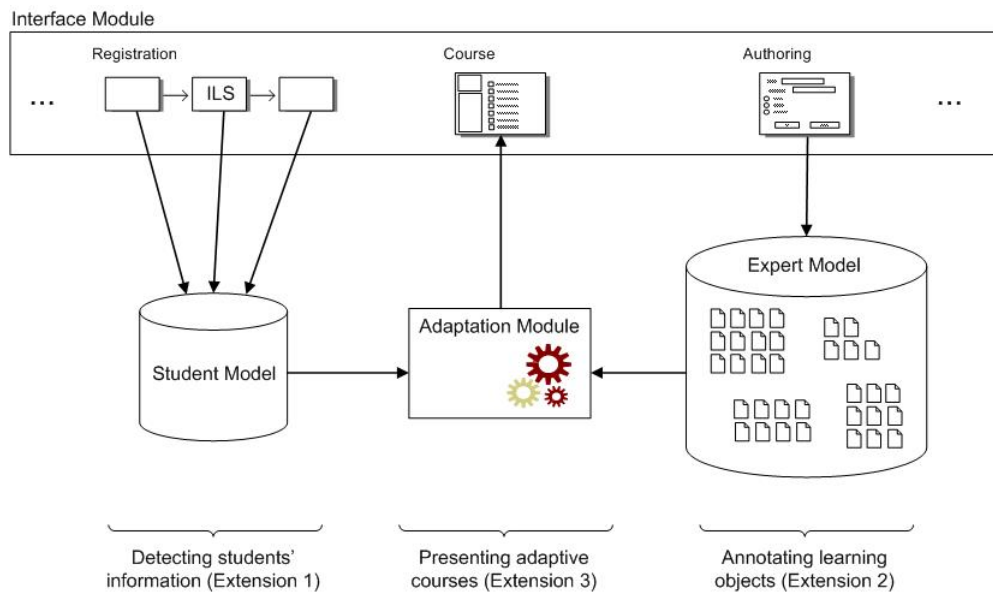 Interface Module
Registration
Course
Authoring
...
ILS
...
Expert Model
Adaptation Module
Student Model
Detecting students'
information (Extension 1)
Presenting adaptive
courses (Extension 3)
Annotating learning
objects (Extension 2)